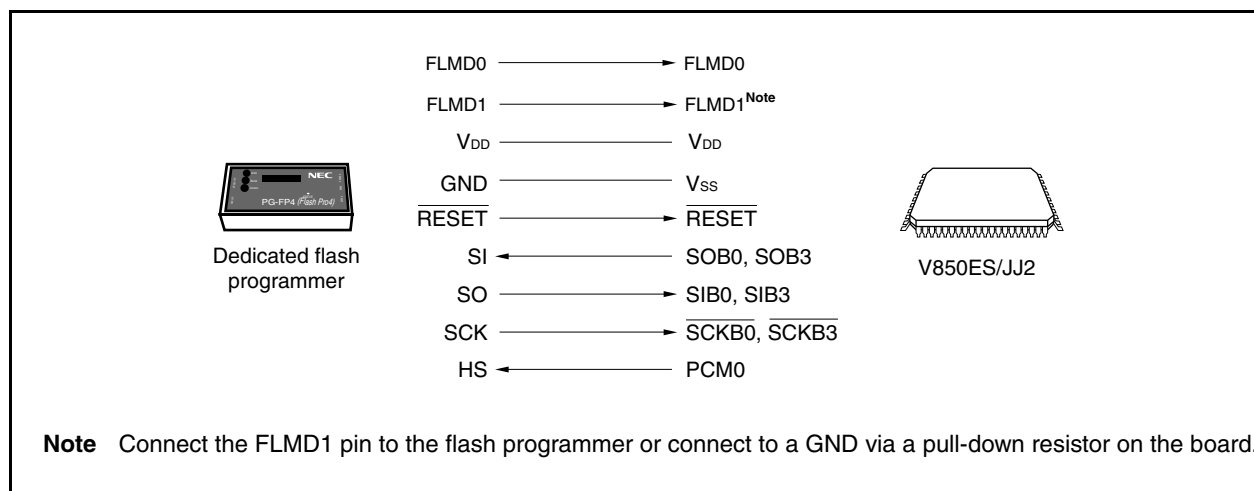 FLMD0 FLMD0
FLMD1 FLMD1Note
VDD VDD
GND VSS
RESET RESET
SI SOB0, SOB3
SO SIB0, SIB3
SCK SCKB0, SCKB3
HS PCM0
NEC
PG-FP4 (Flash Pro4)
Dedicated flash
programmer
V850ES/JJ2
Note Connect the FLMD1 pin to the flash programmer or connect to a GND via a pull-down resistor on the board.